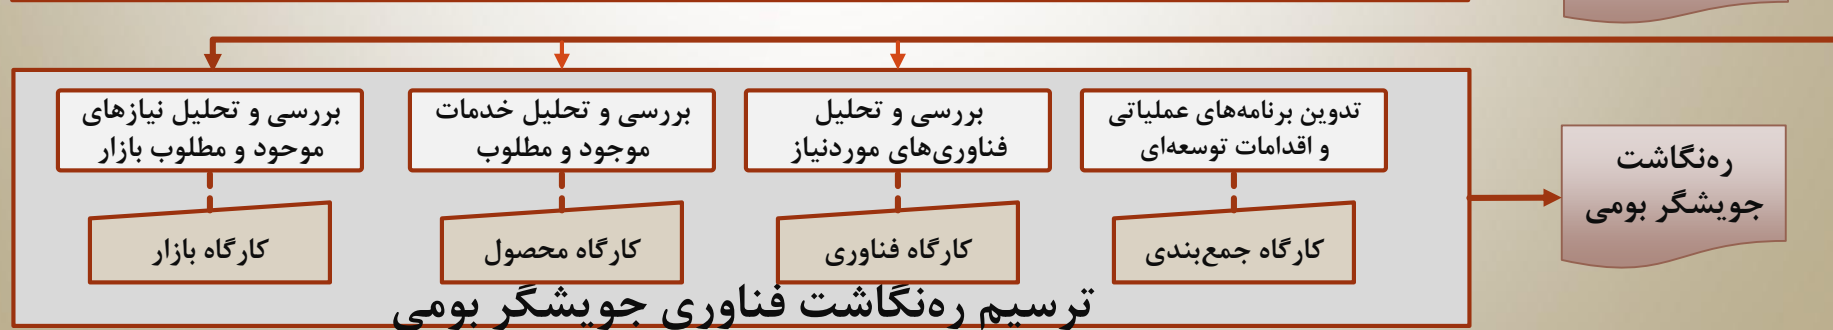 بررسی و تحلیل نیازهای
موحود و مطلوب بازار
کارگاه بازار
بررسی و تحلیل خدمات
موجود و مطلوب
کارگاه محصول
بررسی و تحلیل
فناوری‌های موردنیاز
کارگاه فناوری
تدوین برنامه‌های عملیاتی
و اقدامات توسعه‌ای
کارگاه جمع‌بندی
ره‌نگاشت
جویشگر بومی
ترسیم ره‌نگاشت فناوری جویشگر بومی